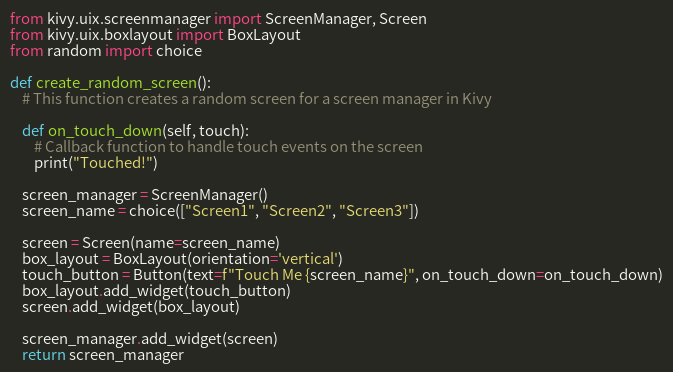 from kivy.uix.screenmanager import ScreenManager, Screen
from kivy.uix.boxlayout import BoxLayout
from random import choice

def create_random_screen():
    # This function creates a random screen for a screen manager in Kivy

    def on_touch_down(self, touch):
        # Callback function to handle touch events on the screen
        print("Touched!")

    screen_manager = ScreenManager()
    screen_name = choice(["Screen1", "Screen2", "Screen3"])

    screen = Screen(name=screen_name)
    box_layout = BoxLayout(orientation='vertical')
    touch_button = Button(text=f"Touch Me {screen_name}", on_touch_down=on_touch_down)
    box_layout.add_widget(touch_button)
    screen.add_widget(box_layout)

    screen_manager.add_widget(screen)
    return screen_manager